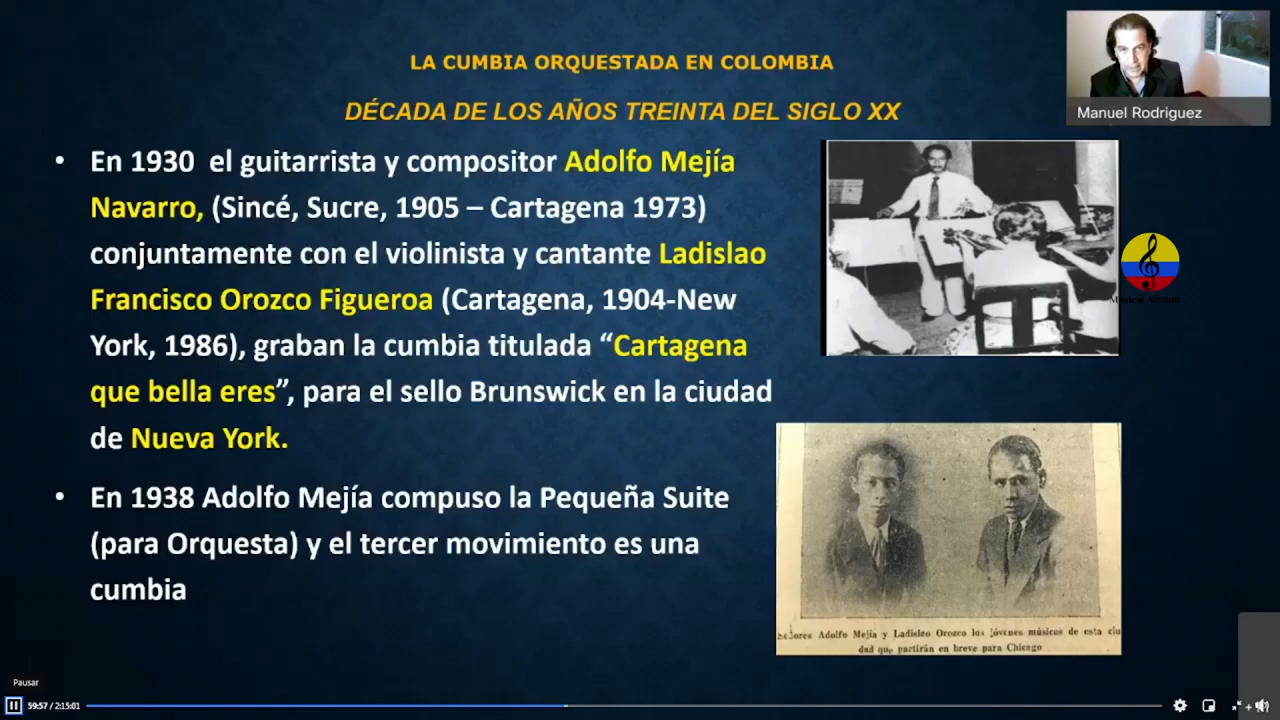 LA CUMBIA ORQUESTADA EN COLOMBIA
DÉCADA DE LOS AÑOS TREINTA DEL SIGLO XX
Manuel Rodriguez
• En 1930 el guitarrista y compositor Adolfo Mejía
Navarro, (Sincé, Sucre, 1905 – Cartagena 1973)
conjuntamente con el violinista y cantante Ladislao
Francisco Orozco Figueroa (Cartagena, 1904-New
York, 1986), graban la cumbia titulada “Cartagena
que bella eres”, para el sello Brunswick en la ciudad
de Nueva York.
• En 1938 Adolfo Mejía compuso la Pequeña Suite
(para Orquesta) y el tercer movimiento es una
cumbia
Musical Afrolati
Señores Adolfo Mejía y Ladislao Orozco los jóvenes músicos de esta ciu
dad que partirán en breve para Chicago
Pausar
59:57 / 2:15:01